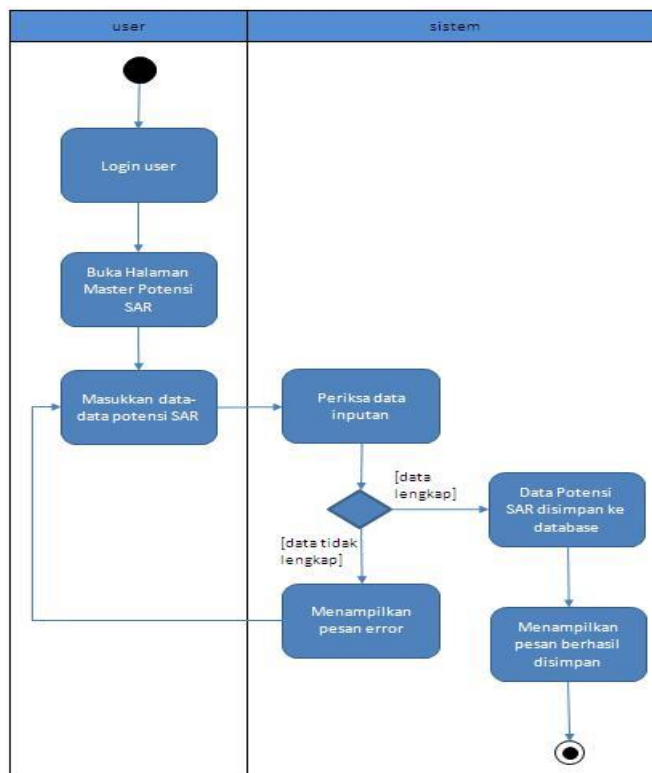 user
sistem
Login user
Buka Halaman
Master Potensi
SAR
Masukkan data-
data potensi SAR
Periksa data
inputan
[data
lengkap]
Data Potensi
SAR disimpan ke
database
[data tidak
lengkap]
Menampilkan
pesan error
Menampilkan
pesan berhasil
disimpan